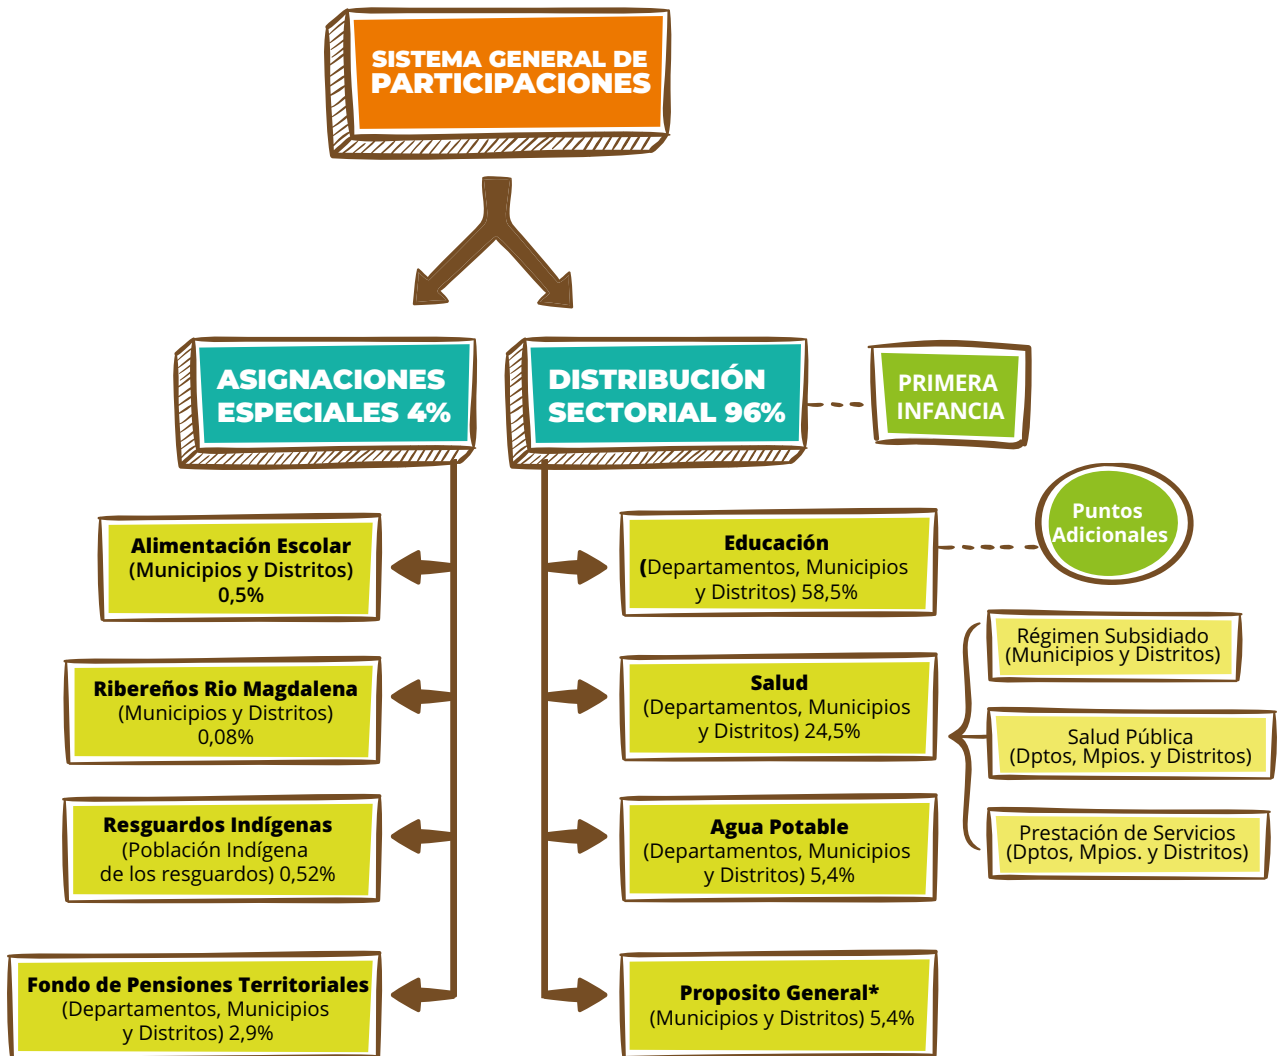 SISTEMA GENERAL DE
PARTICIPACIONES
ASIGNACIONES
ESPECIALES 4%
DISTRIBUCIÓN
SECTORIAL 96%
PRIMERA
INFANCIA
Alimentación Escolar
(Municipios y Distritos)
0,5%
Ribereños Rio Magdalena
(Municipios y Distritos)
0,08%
Resguardos Indígenas
(Población Indígena
de los resguardos) 0,52%
Fondo de Pensiones Territoriales
(Departamentos, Municipios
y Distritos) 2,9%
Educación
(Departamentos, Municipios
y Distritos) 58,5%
Puntos
Adicionales
Salud
(Departamentos, Municipios
y Distritos) 24,5%
Régimen Subsidiado
(Municipios y Distritos)
Salud Pública
(Dptos, Mpios. y Distritos)
Prestación de Servicios
(Dptos, Mpios. y Distritos)
Agua Potable
(Departamentos, Municipios
y Distritos) 5,4%
Proposito General*
(Municipios y Distritos) 5,4%